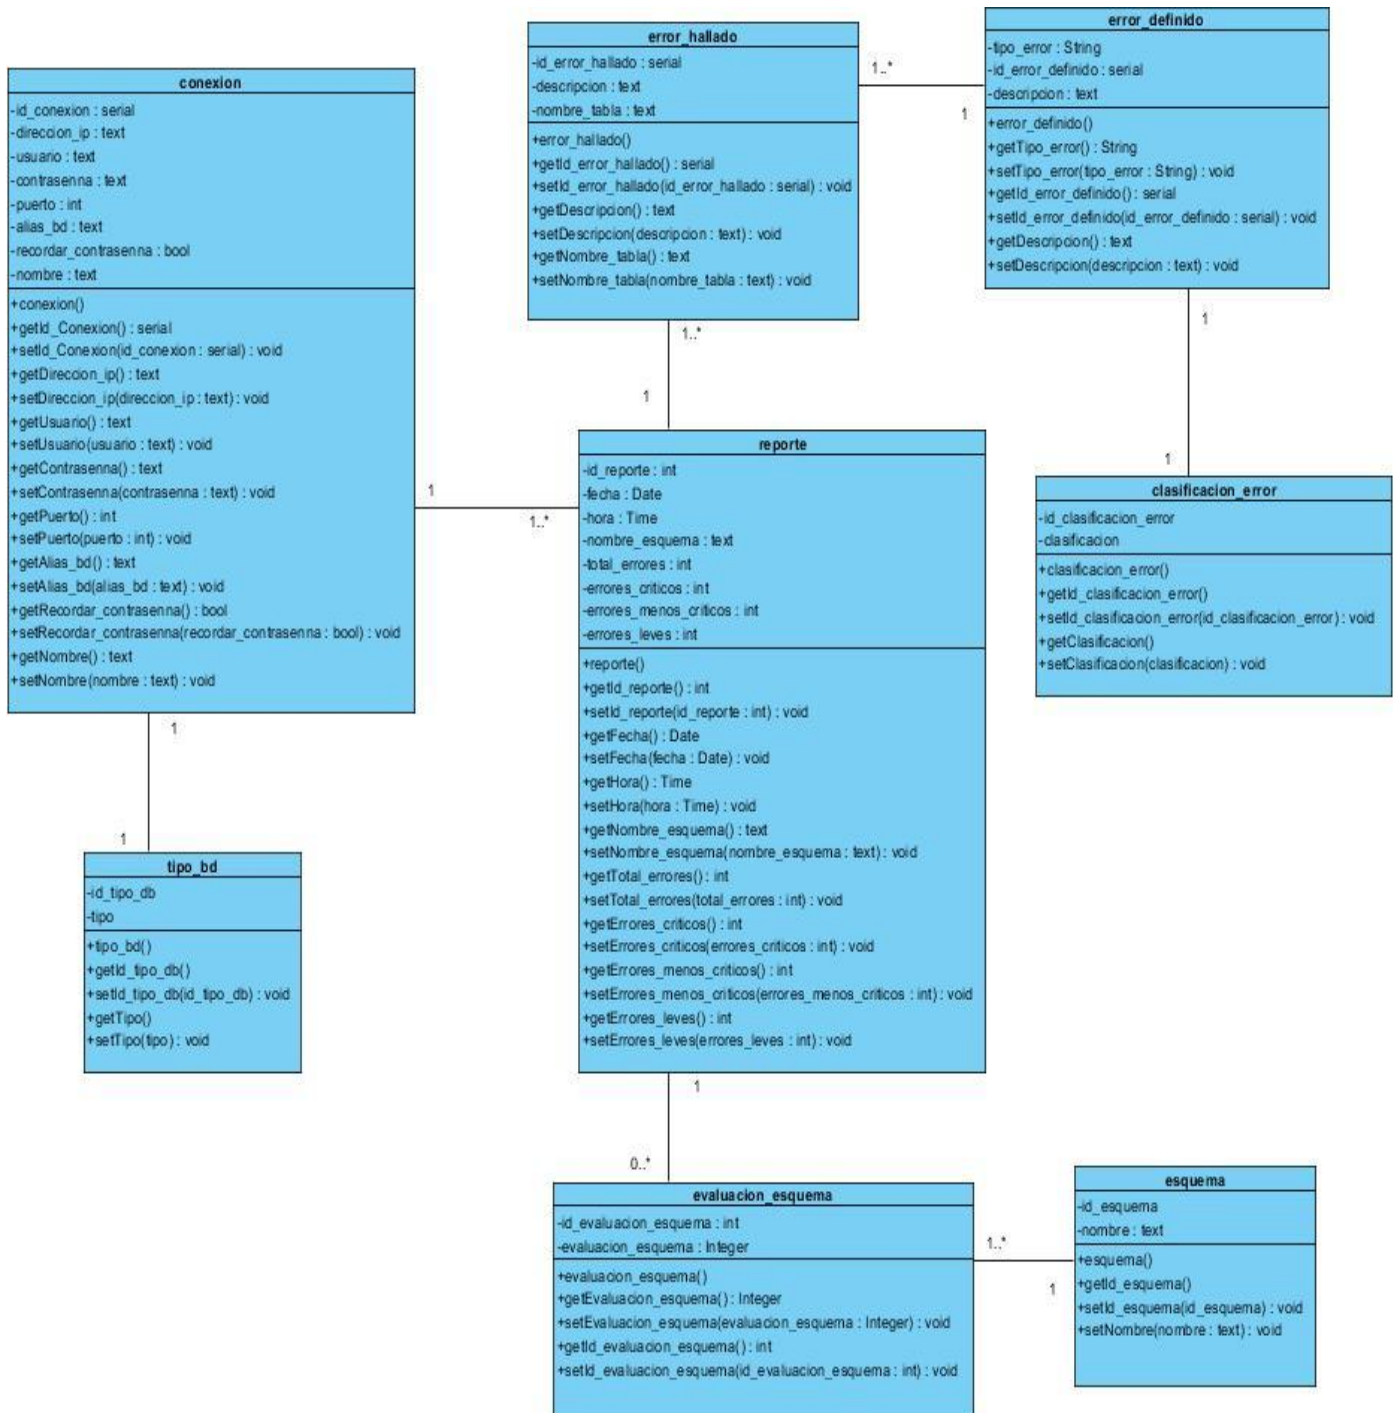 conexion
-id_conexion : serial
-direccion_ip : text
-usuario : text
-contrasenna : text
-puerto : int
-alias_bd : text
-recordar_contrasenna : bool
-nombre : text
+conexion()
+getId_Conexion() : serial
+setId_Conexion(id_conexion : serial) : void
+getDireccion_ip() : text
+setDireccion_ip(direccion_ip : text) : void
+getUsuario() : text
+setUsuario(usuario : text) : void
+getContrasenna() : text
+setContrasenna(contrasenna : text) : void
+getPuerto() : int
+setPuerto(puerto : int) : void
+getAlias_bd() : text
+setAlias_bd(alias_bd : text) : void
+getRecordar_contrasenna() : bool
+setRecordar_contrasenna(recordar_contrasenna : bool) : void
+getNombre() : text
+setNombre(nombre : text) : void
1
1..*
1
1
tipo_bd
-id_tipo_db
-tipo
+tipo_bd()
+getId_tipo_db()
+setId_tipo_db(id_tipo_db) : void
+getTipo()
+setTipo(tipo) : void
error_hallado
-id_error_hallado : serial
-descripcion : text
-nombre_tabla : text
+error_hallado()
+getId_error_hallado() : serial
+setId_error_hallado(id_error_hallado : serial) : void
+getDescripcion() : text
+setDescripcion(descripcion : text) : void
+getNombre_tabla() : text
+setNombre_tabla(nombre_tabla : text) : void
1..*
1
1..*
1
error_definido
-tipo_error : String
-id_error_definido : serial
-descripcion : text
+error_definido()
+getTipo_error() : String
+setTipo_error(tipo_error : String) : void
+getId_error_definido() : serial
+setId_error_definido(id_error_definido : serial) : void
+getDescripcion() : text
+setDescripcion(descripcion : text) : void
1
1
clasificacion_error
-id_clasificacion_error
-clasificacion
+clasificacion_error()
+getId_clasificacion_error()
+setId_clasificacion_error(id_clasificacion_error) : void
+getClasificacion()
+setClasificacion(clasificacion) : void
reporte
-id_reporte : int
-fecha : Date
-hora : Time
-nombre_esquema : text
-total_errores : int
-errores_criticos : int
-errores_menos_criticos : int
-errores_leves : int
+reporte()
+getId_reporte() : int
+setId_reporte(id_reporte : int) : void
+getFecha() : Date
+setFecha(fecha : Date) : void
+getHora() : Time
+setHora(hora : Time) : void
+getNombre_esquema() : text
+setNombre_esquema(nombre_esquema : text) : void
+getTotal_errores() : int
+setTotal_errores(total_errores : int) : void
+getErrores_criticos() : int
+setErrores_criticos(errores_criticos : int) : void
+getErrores_menos_criticos() : int
+setErrores_menos_criticos(errores_menos_criticos : int) : void
+getErrores_leves() : int
+setErrores_leves(errores_leves : int) : void
1
0..*
evaluacion_esquema
-id_evaluacion_esquema : int
-evaluacion_esquema : Integer
+evaluacion_esquema()
+getEvaluacion_esquema() : Integer
+setEvaluacion_esquema(evaluacion_esquema : Integer) : void
+getId_evaluacion_esquema() : int
+setId_evaluacion_esquema(id_evaluacion_esquema : int) : void
1..*
1
esquema
-id_esquema
-nombre : text
+esquema()
+getId_esquema()
+setId_esquema(id_esquema) : void
+setNombre(nombre : text) : void